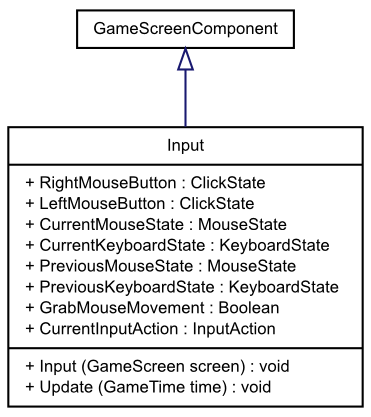 GameScreenComponent
Input
+ RightMouseButton : ClickState
+ LeftMouseButton : ClickState
+ CurrentMouseState : MouseState
+ CurrentKeyboardState : KeyboardState
+ PreviousMouseState : MouseState
+ PreviousKeyboardState : KeyboardState
+ GrabMouseMovement : Boolean
+ CurrentInputAction : InputAction
+ Input (GameScreen screen) : void
+ Update (GameTime time) : void